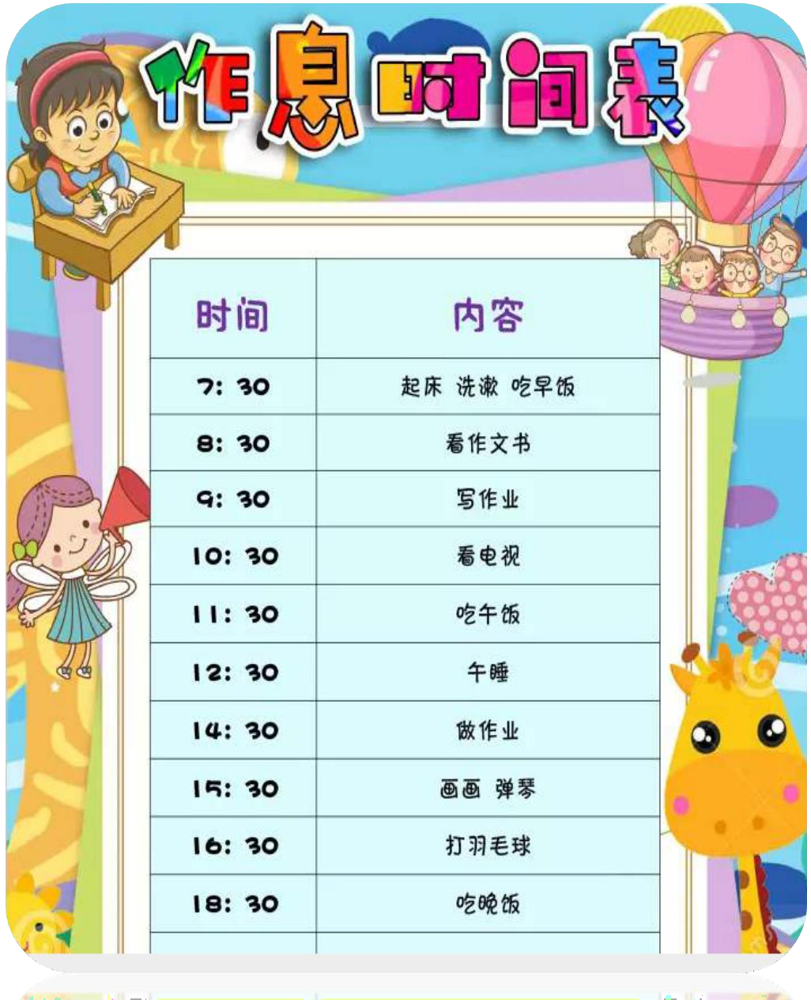 作息时间表
时间 内容
7: 30 起床 洗漱 吃早饭
8: 30 看作文书
9: 30 写作业
10: 30 看电视
11: 30 吃午饭
12: 30 午睡
14: 30 做作业
15: 30 画画 弹琴
16: 30 打羽毛球
18: 30 吃晚饭